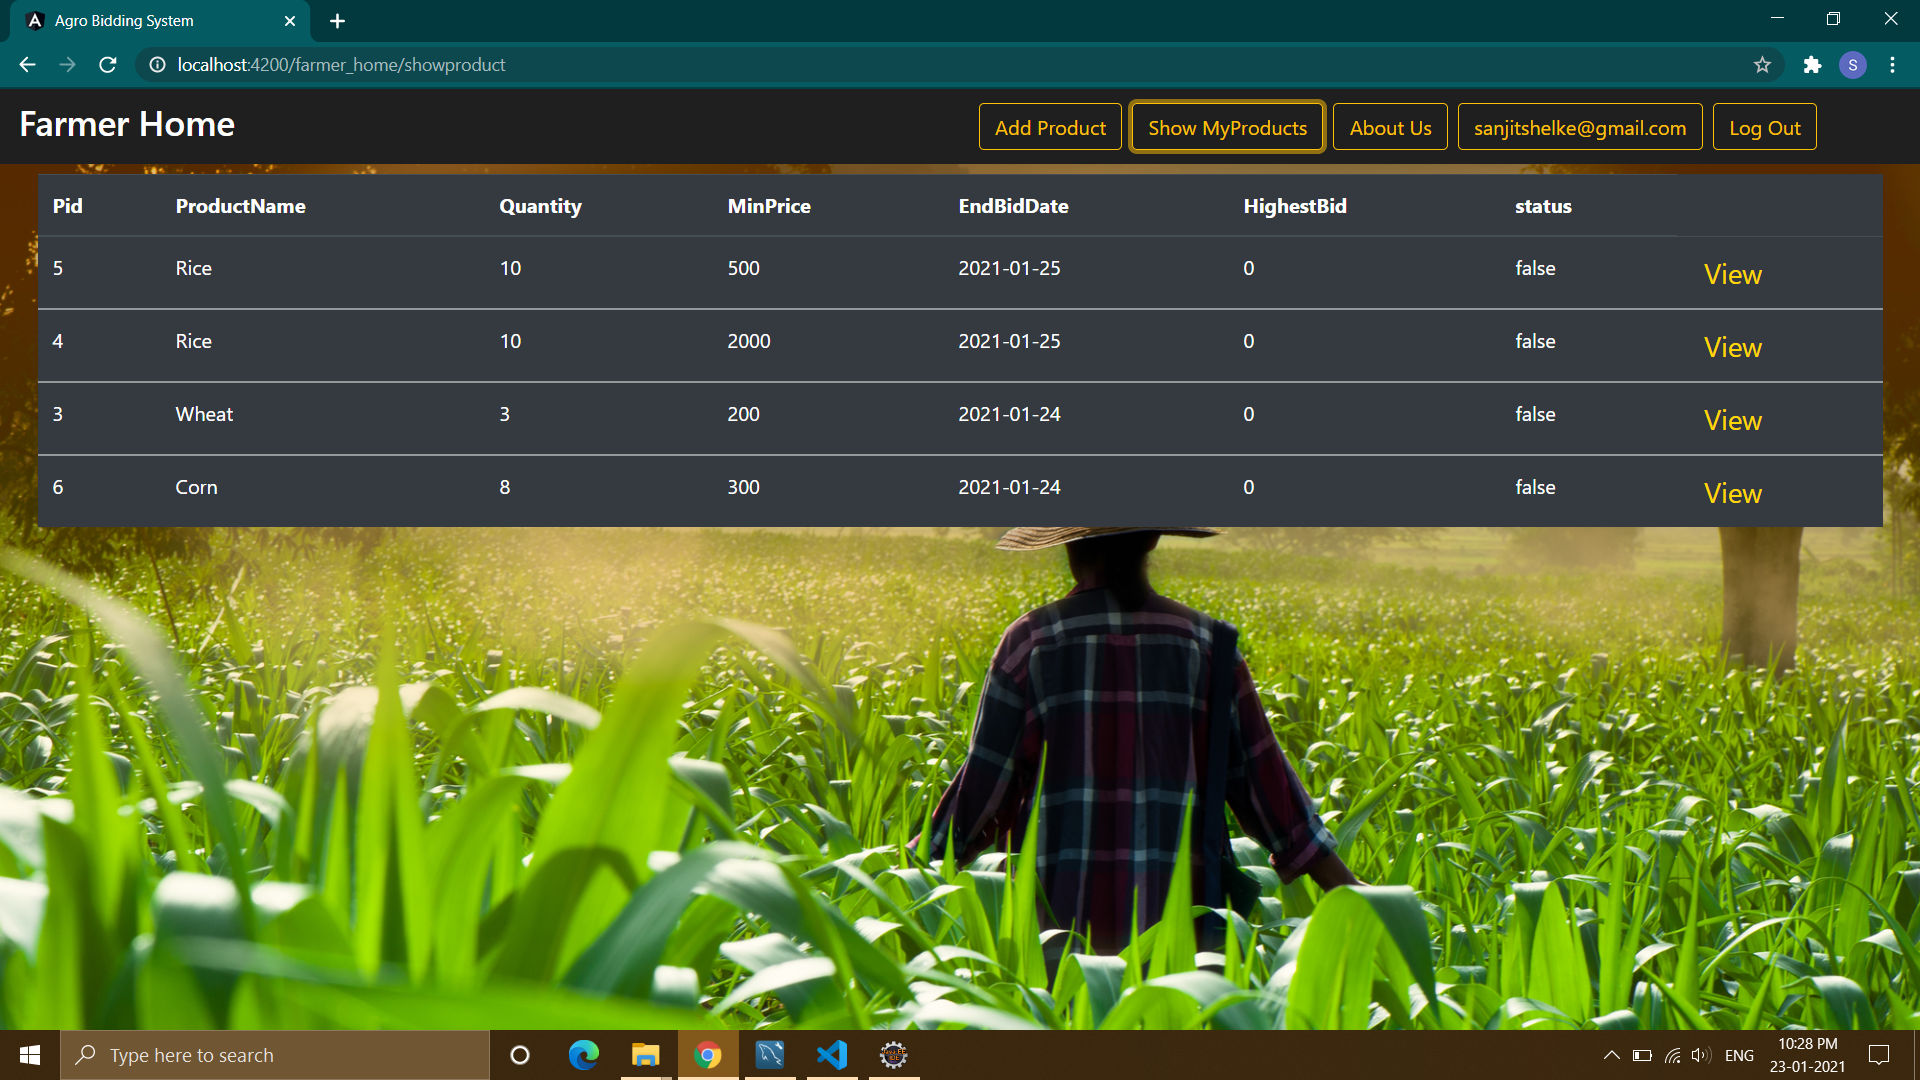 Agro Bidding System
localhost:4200/farmer_home/showproduct
S
Farmer Home Add Product Show MyProducts About Us sanjitshelke@gmail.com Log Out
Pid ProductName Quantity MinPrice EndBidDate HighestBid status
5 Rice 10 500 2021-01-25 0 false View
4 Rice 10 2000 2021-01-25 0 false View
3 Wheat 3 200 2021-01-24 0 false View
6 Corn 8 300 2021-01-24 0 false View
Type here to search
ENG
10:28 PM
23-01-2021